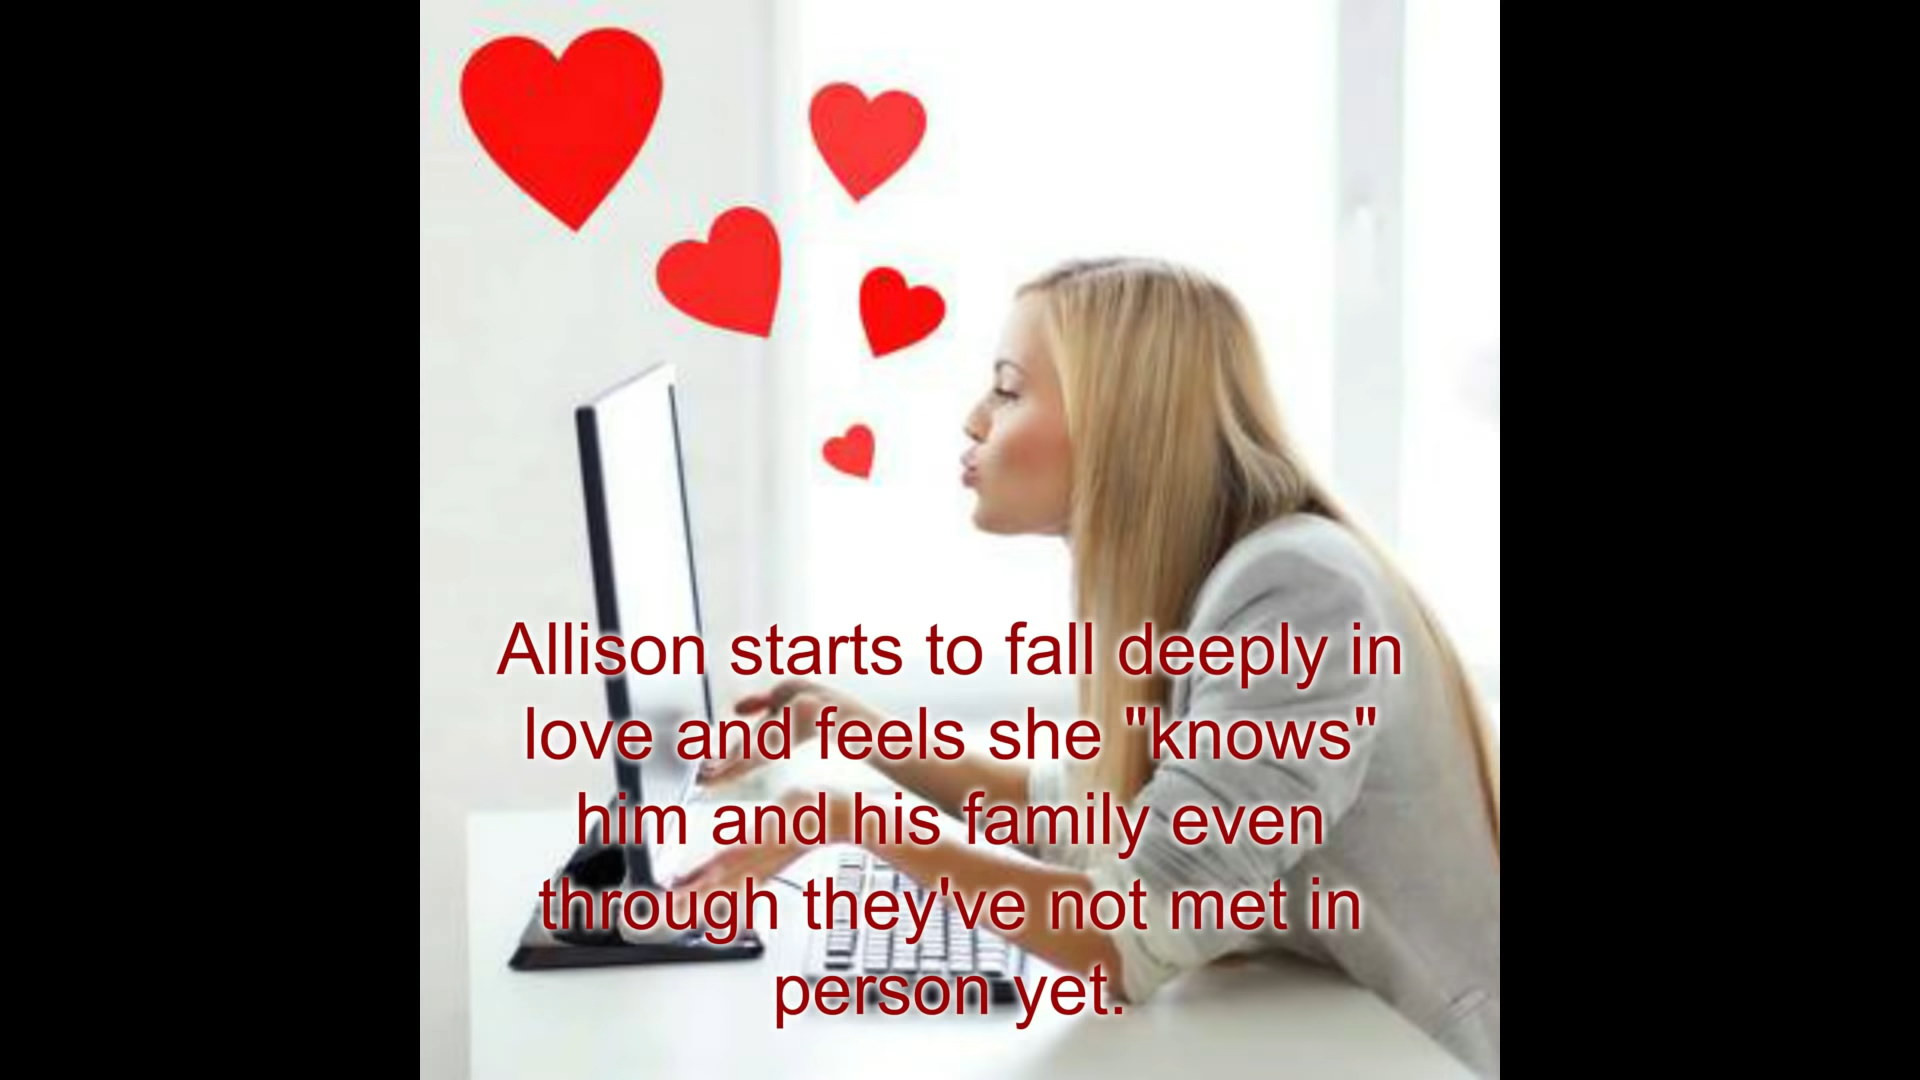 Allison starts to fall deeply in
love and feels she "knows"
him and his family even
through they've not met in
person yet.